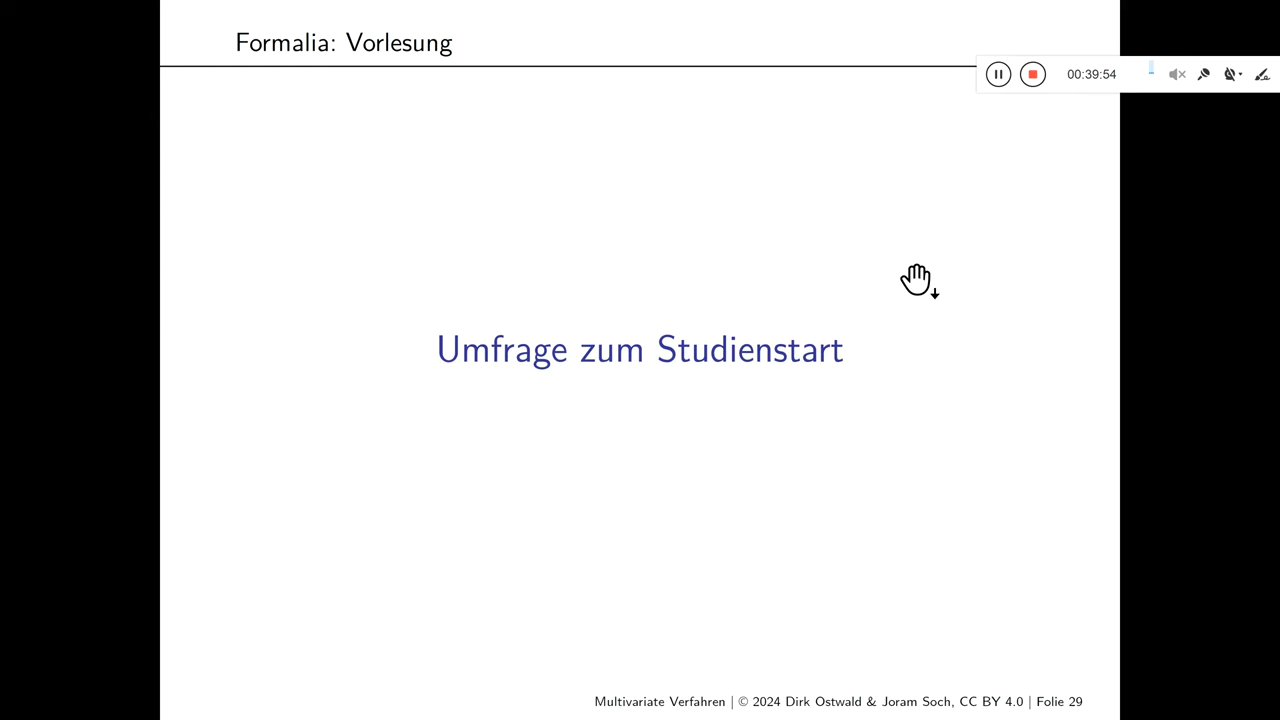 Formalia: Vorlesung
00:39:54
Umfrage zum Studienstart
Multivariate Verfahren | © 2024 Dirk Ostwald & Joram Soch, CC BY 4.0 | Folie 29